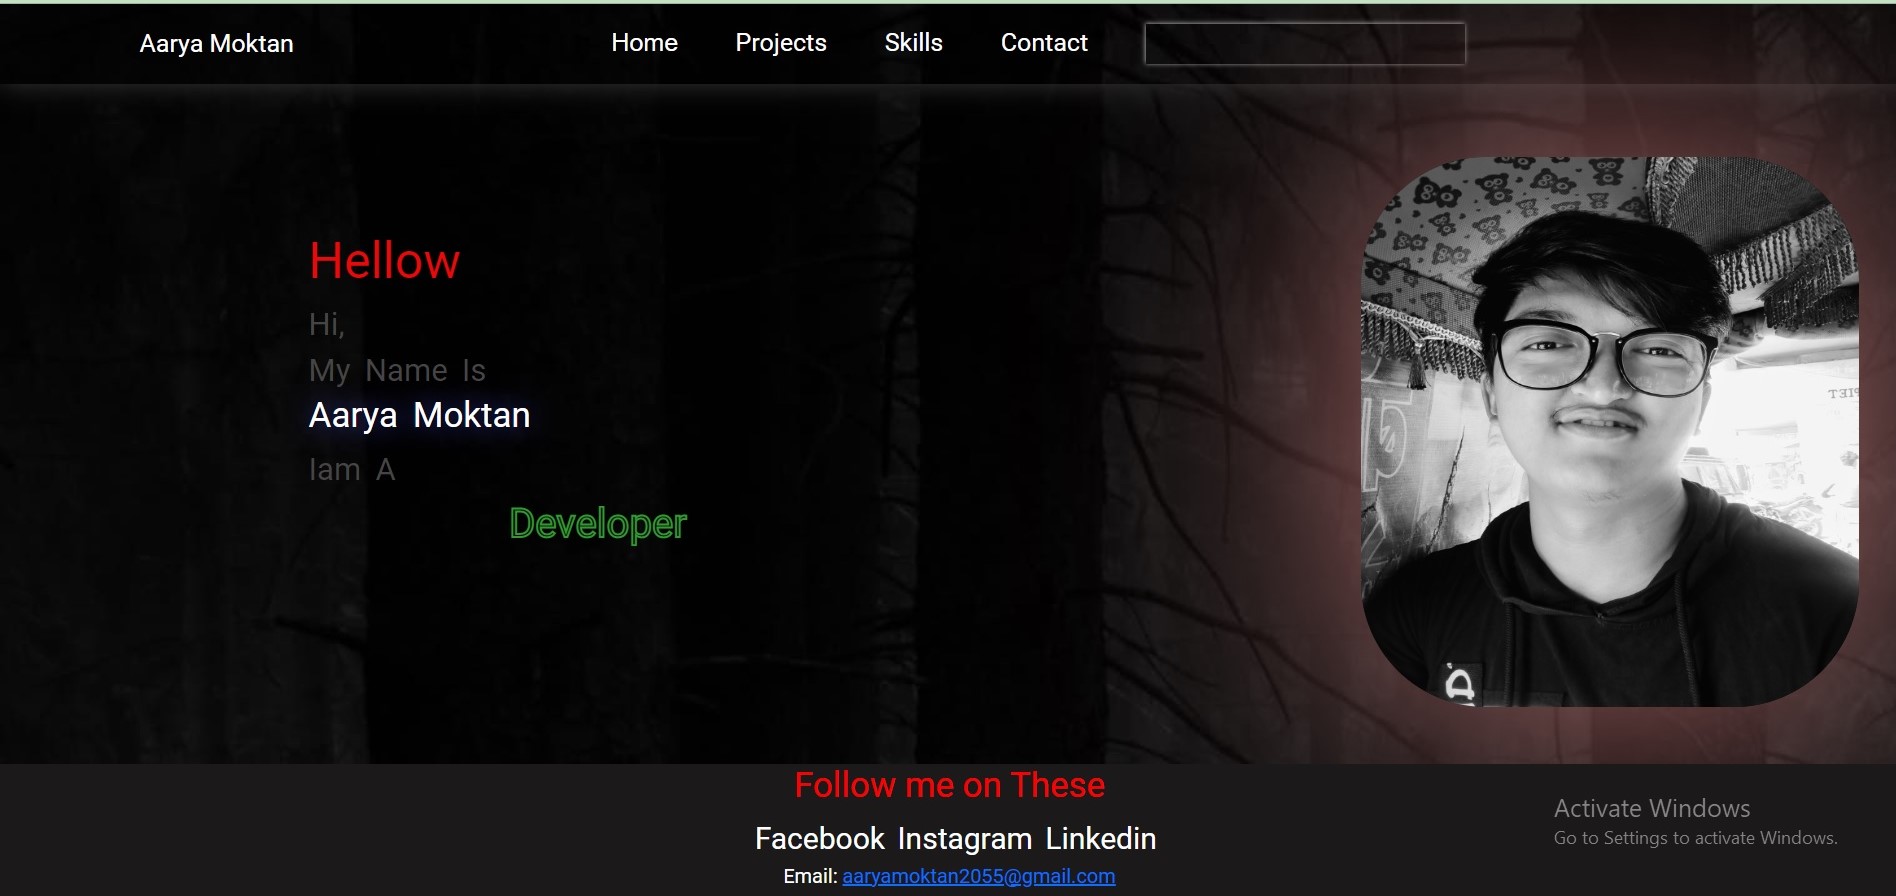 Aarya Moktan Home Projects Skills Contact
Hellow
Hi,
My Name Is
Aarya Moktan
Iam A
Developer
Follow me on These
Facebook Instagram Linkedin
Email: aaryamoktan2055@gmail.com
Activate Windows
Go to Settings to activate Windows.